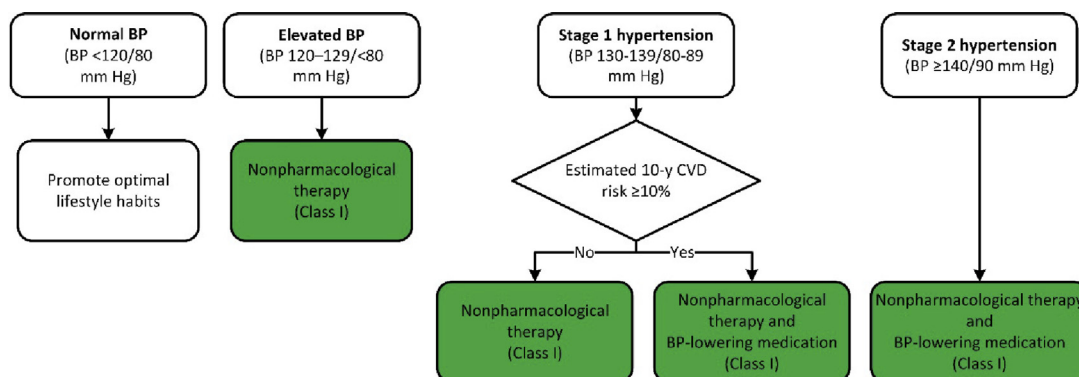 Normal BP
(BP <120/80
mm Hg)
Elevated BP
(BP 120–129/<80
mm Hg)
Stage 1 hypertension
(BP 130-139/80-89
mm Hg)
Stage 2 hypertension
(BP ≥140/90 mm Hg)
Promote optimal
lifestyle habits
Nonpharmacological
therapy
(Class I)
Estimated 10-y CVD
risk ≥10%
No
Yes
Nonpharmacological
therapy
(Class I)
Nonpharmacological
therapy and
BP-lowering medication
(Class I)
Nonpharmacological therapy
and
BP-lowering medication
(Class I)